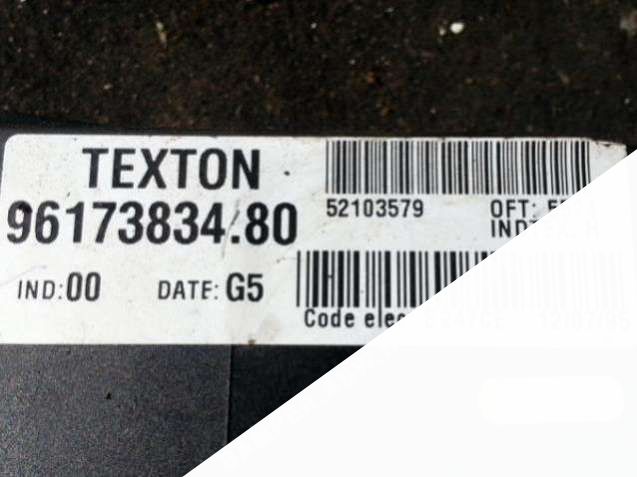 TEXTON
96173834.80
IND:00 DATE: G5
52103579
OFT:
Code